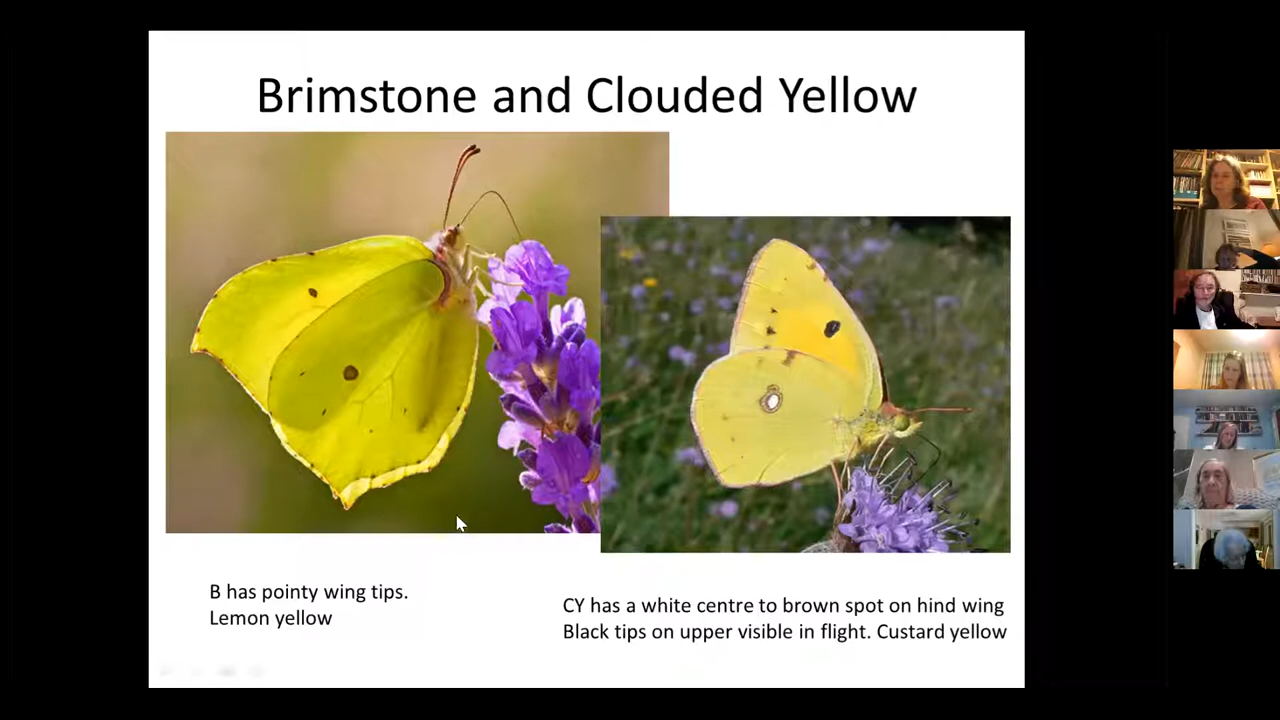 Brimstone and Clouded Yellow
B has pointy wing tips.
Lemon yellow
CY has a white centre to brown spot on hind wing
Black tips on upper visible in flight. Custard yellow